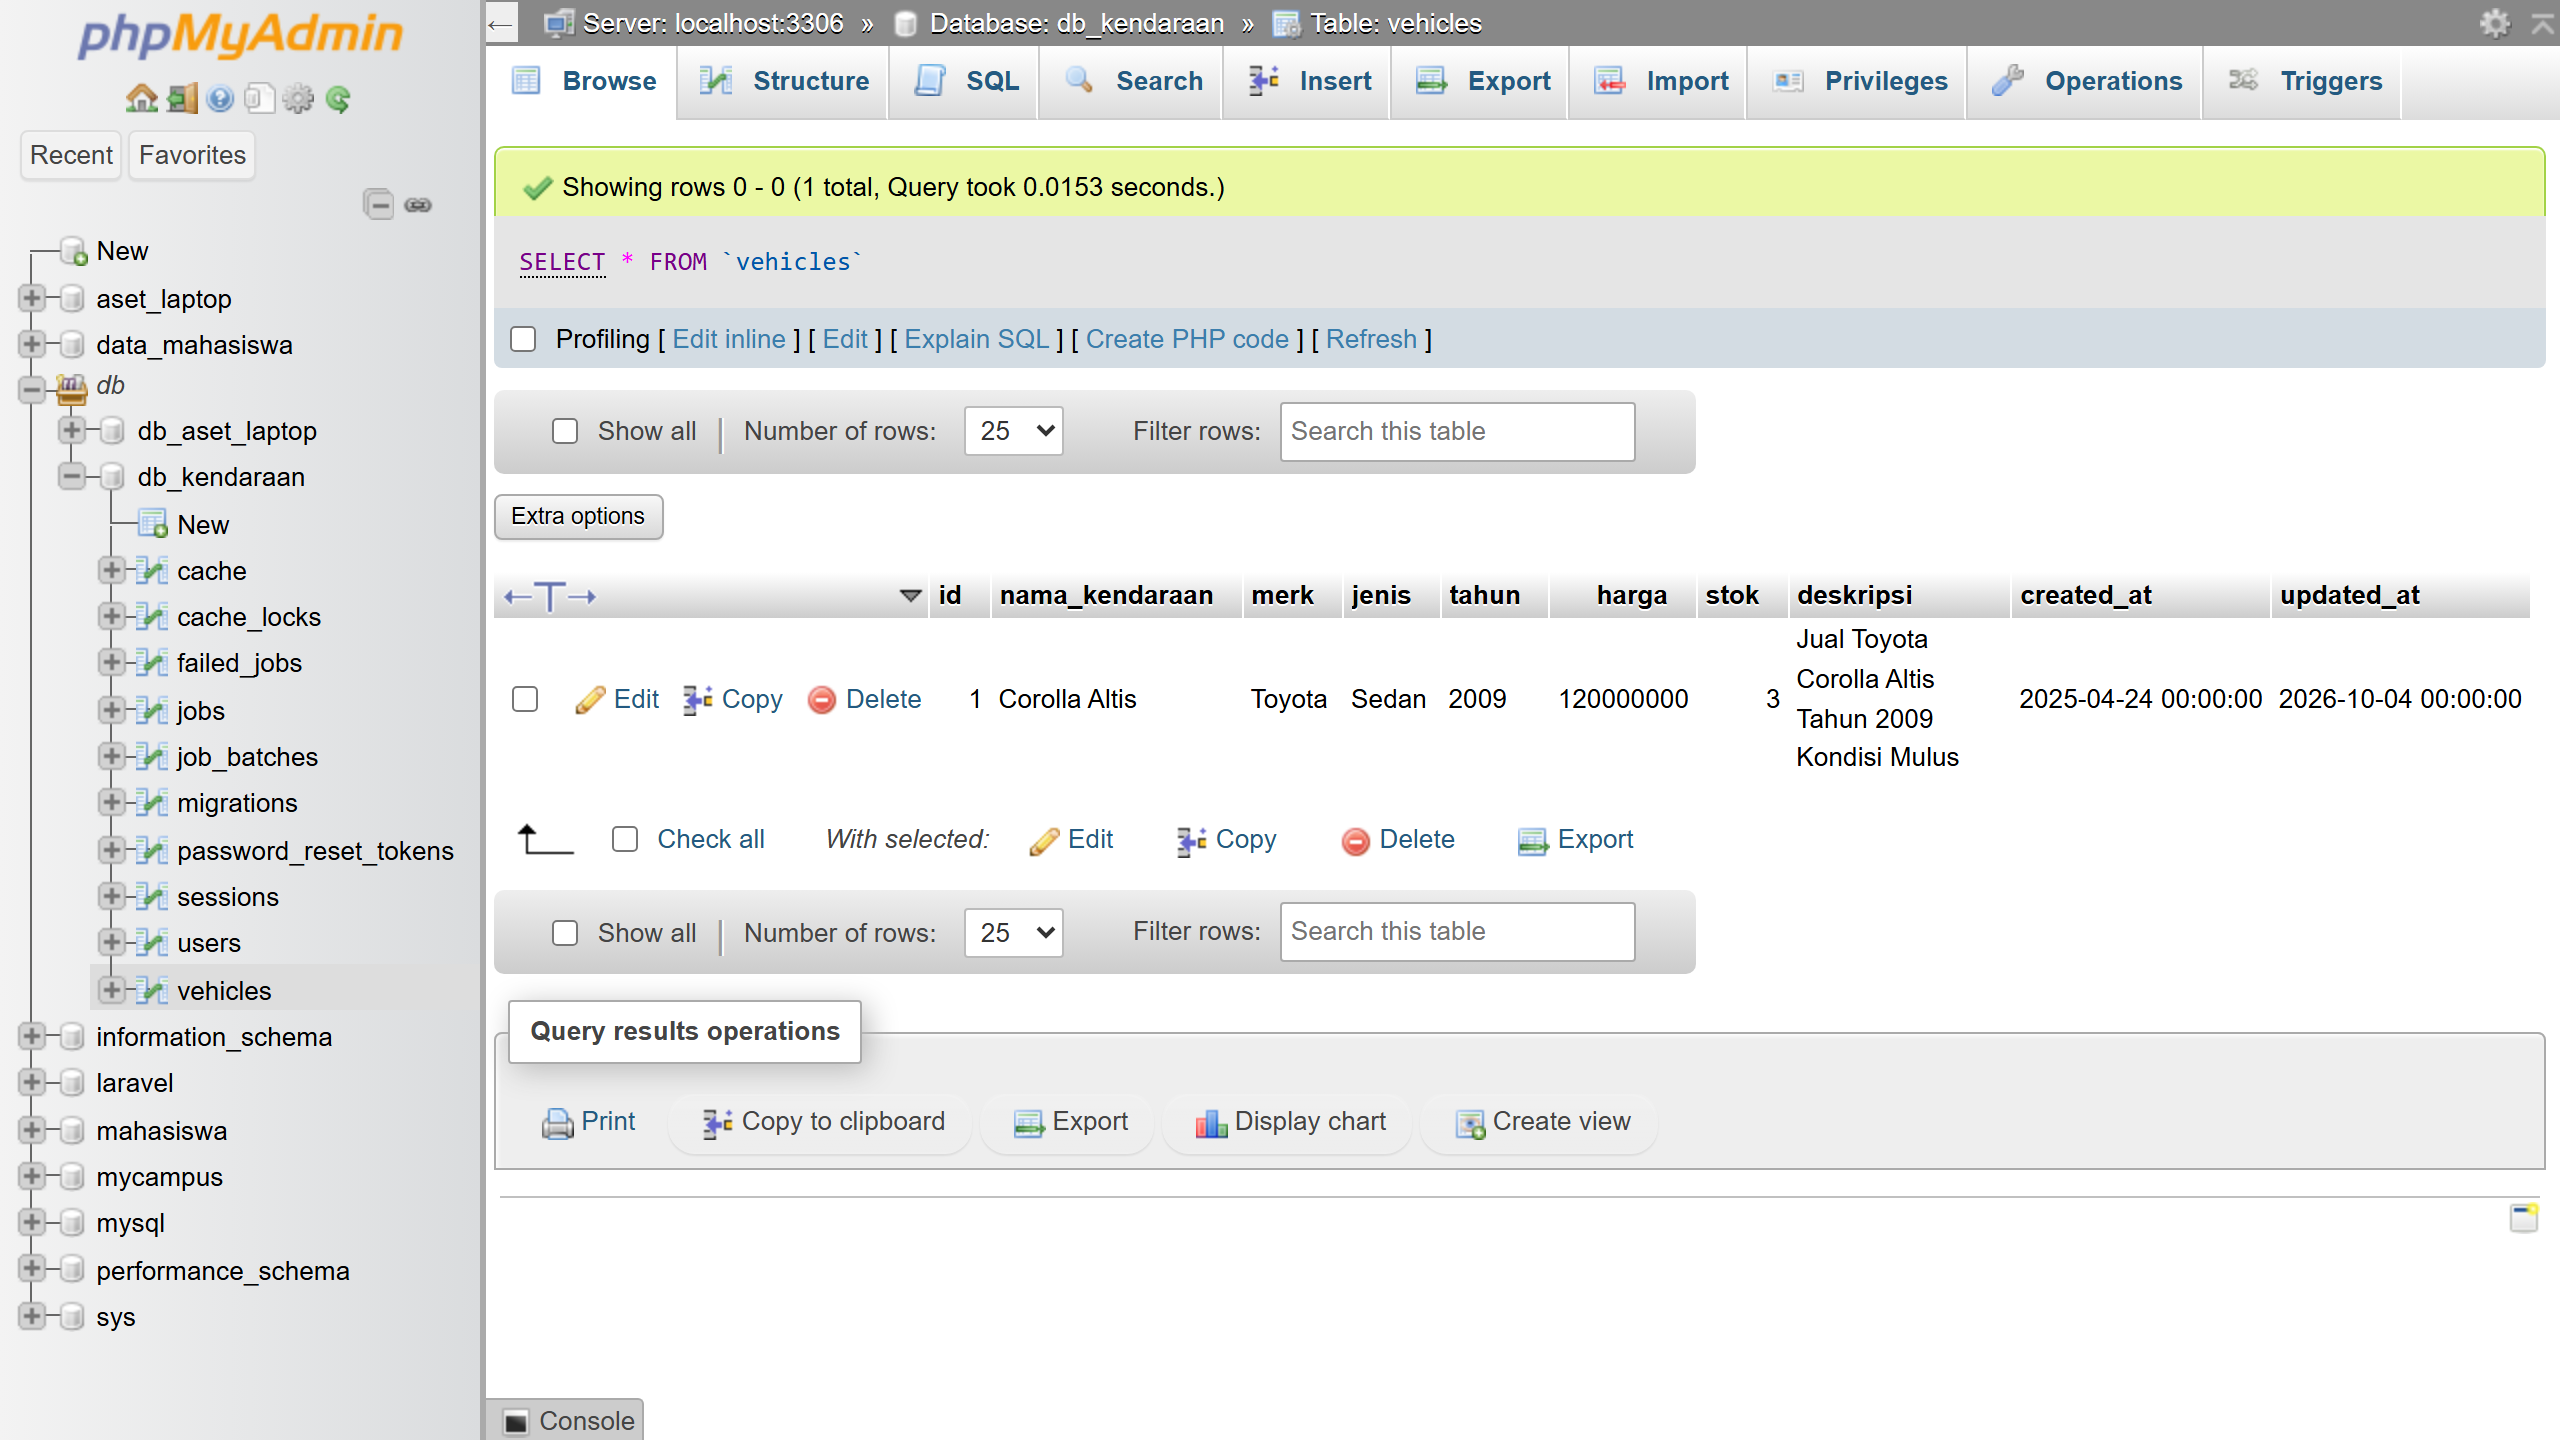 phpMyAdmin
Recent Favorites
New
aset_laptop
data_mahasiswa
db
db_aset_laptop
db_kendaraan
New
cache
cache_locks
failed_jobs
jobs
job_batches
migrations
password_reset_tokens
sessions
users
vehicles
information_schema
laravel
mahasiswa
mycampus
mysql
performance_schema
sys
← Server: localhost:3306 » Database: db_kendaraan » Table: vehicles
Browse Structure SQL Search Insert Export Import Privileges Operations Triggers
Showing rows 0 - 0 (1 total, Query took 0.0153 seconds.)
SELECT * FROM `vehicles`
Profiling [ Edit inline ] [ Edit ] [ Explain SQL ] [ Create PHP code ] [ Refresh ]
Show all | Number of rows: 25 Filter rows: Search this table
Extra options
←T→ id nama_kendaraan merk jenis tahun harga stok deskripsi created_at updated_at
Edit Copy Delete 1 Corolla Altis Toyota Sedan 2009 120000000 3 Jual Toyota
Corolla Altis
Tahun 2009
Kondisi Mulus 2025-04-24 00:00:00 2026-10-04 00:00:00
Check all With selected: Edit Copy Delete Export
Show all | Number of rows: 25 Filter rows: Search this table
Query results operations
Print Copy to clipboard Export Display chart Create view
Console